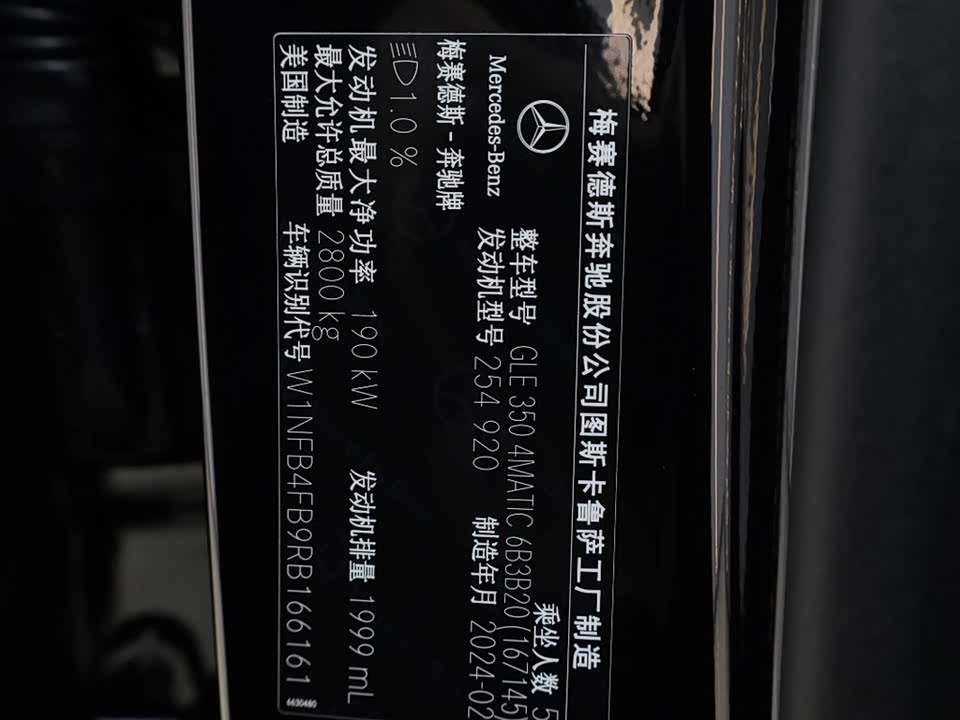 梅赛德斯奔驰股份公司图斯卡鲁萨工厂制造
乘坐人数 5
整车型号 GLE 350 4MATIC 6B3B20(167145)
Mercedes-Benz 发动机型号 254 920 制造年月 2024-02
梅赛德斯-奔驰牌
1.0 %
发动机最大净功率 190 kW 发动机排量 1999 mL
最大允许总质量 2800 kg
美国制造 车辆识别代号 W1NFB4FB9RB166161
6630480